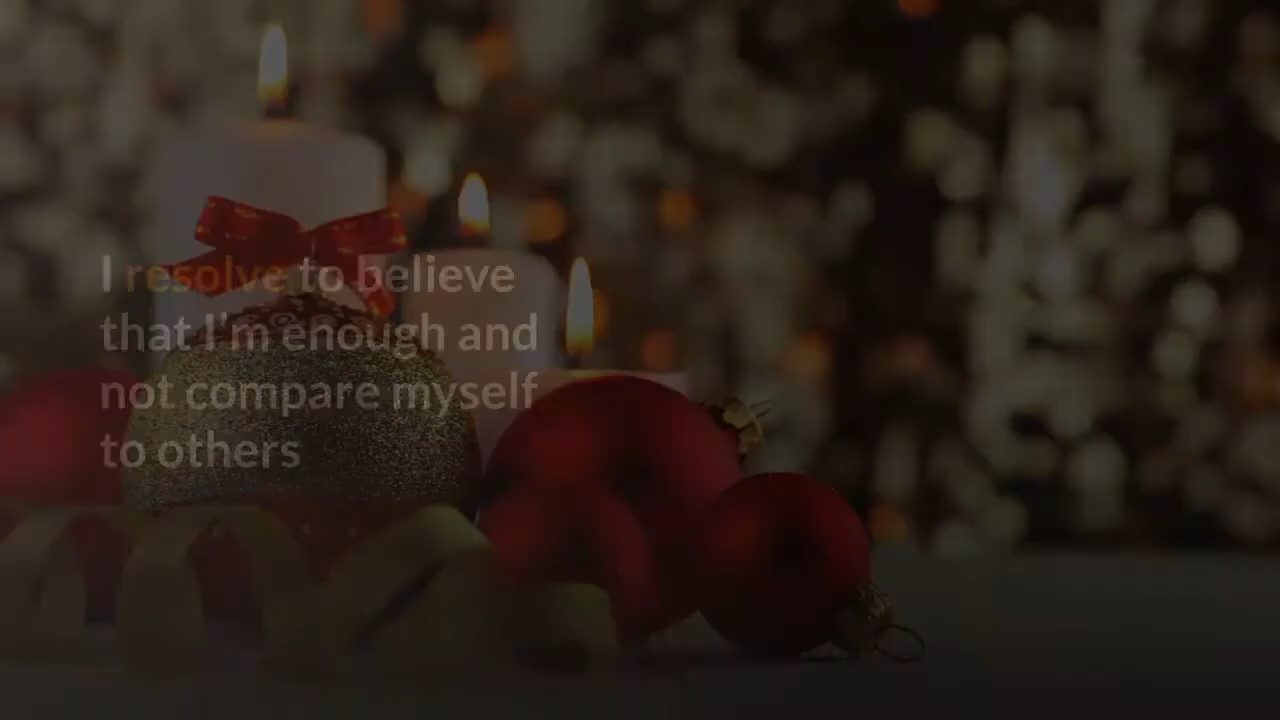 I resolve to believe
that I'm enough and
not compare myself
to others